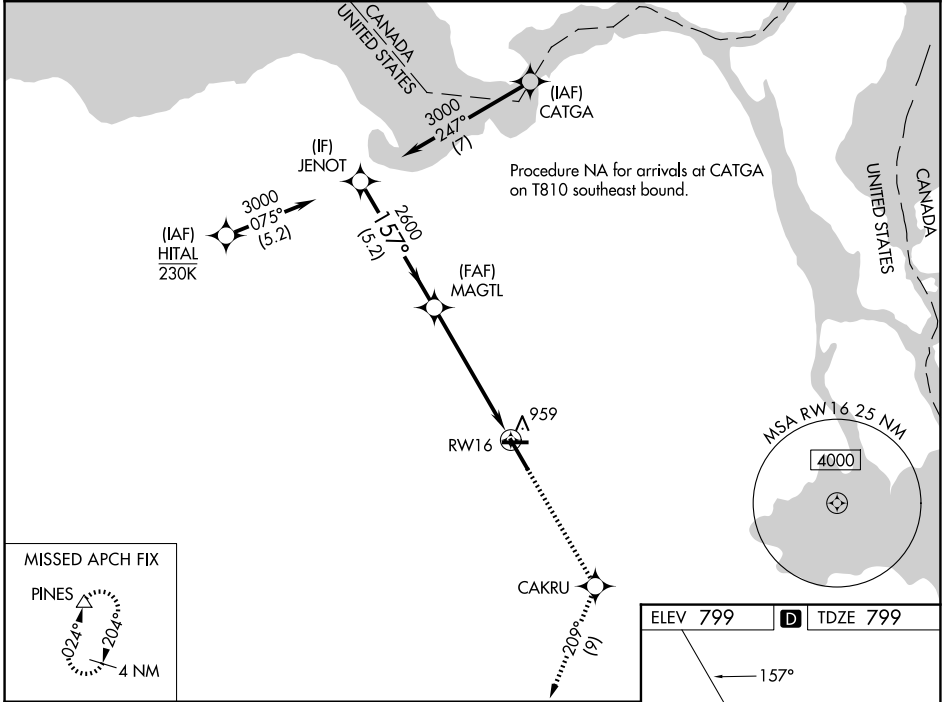 CANADA
UNITED STATES
(IAF)
CATGA
3000
247°
(7)
(IF)
JENOT
Procedure NA for arrivals at CATGA
on T810 southeast bound.
CANADA
UNITED STATES
3000
075°
(5.2)
(IAF)
HITAL
230K
2600
157°
(5.2)
(FAF)
MAGTL
959
RW16
MSA RW16 25 NM
4000
MISSED APCH FIX
PINES
024°
204°
4 NM
CAKRU
209°
(9)
ELEV 799 D TDZE 799
157°